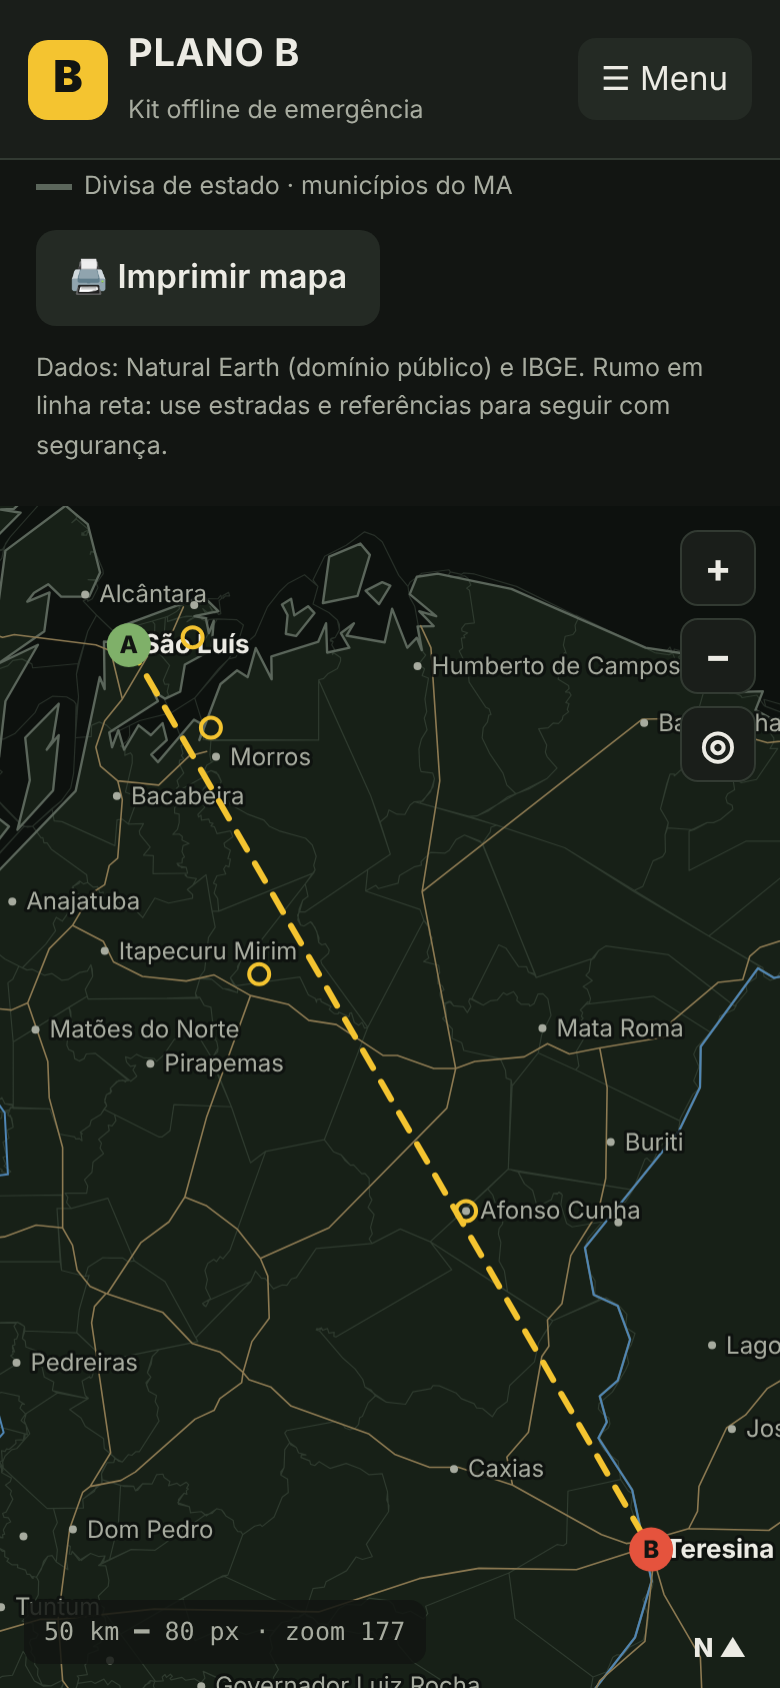 B
PLANO B
Kit offline de emergência
☰ Menu
Divisa de estado · municípios do MA
🖨️ Imprimir mapa
Dados: Natural Earth (domínio público) e IBGE. Rumo em
linha reta: use estradas e referências para seguir com
segurança.
+
Alcântara
A
São Luís
−
Humberto de Campos
◎
Morros
Bacabeira
Anajatuba
Itapecuru Mirim
Matões do Norte
Mata Roma
Pirapemas
Buriti
Afonso Cunha
Lago
Pedreiras
Jos
Caxias
Dom Pedro
B
Teresina
Tuntum
50 km ━ 80 px · zoom 177
N ▲
Governador Luiz Rocha